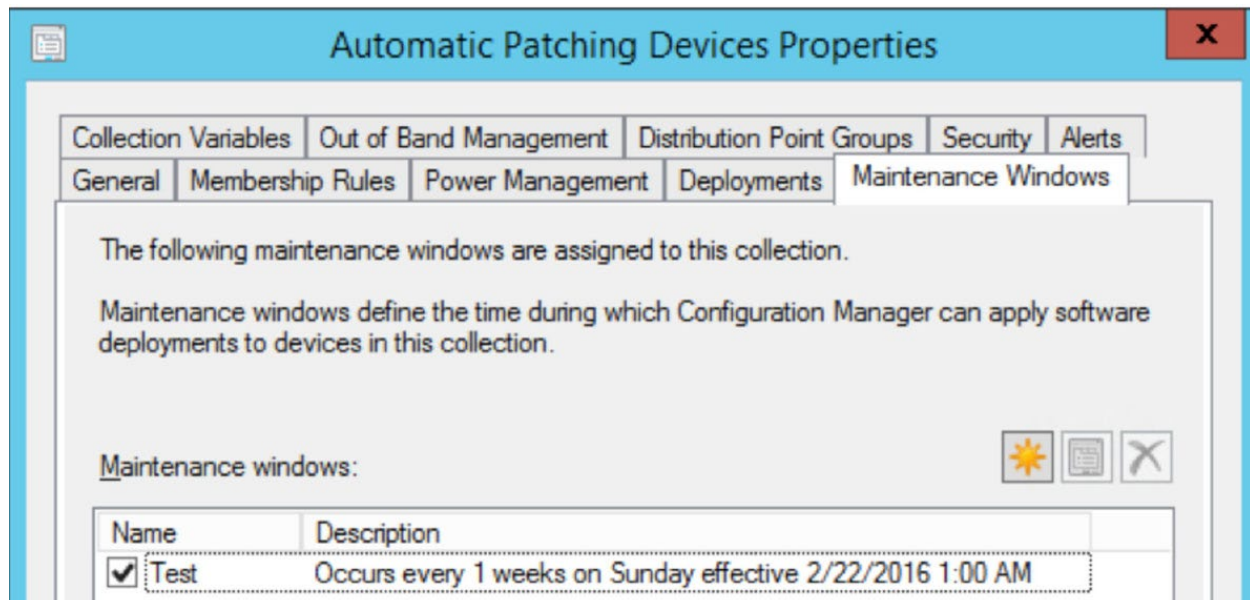 Automatic Patching Devices Properties
x
Collection Variables Out of Band Management Distribution Point Groups Security Alerts
General Membership Rules Power Management Deployments Maintenance Windows
The following maintenance windows are assigned to this collection.
Maintenance windows define the time during which Configuration Manager can apply software
deployments to devices in this collection.
Maintenance windows:
Name Description
Test Occurs every 1 weeks on Sunday effective 2/22/2016 1:00 AM